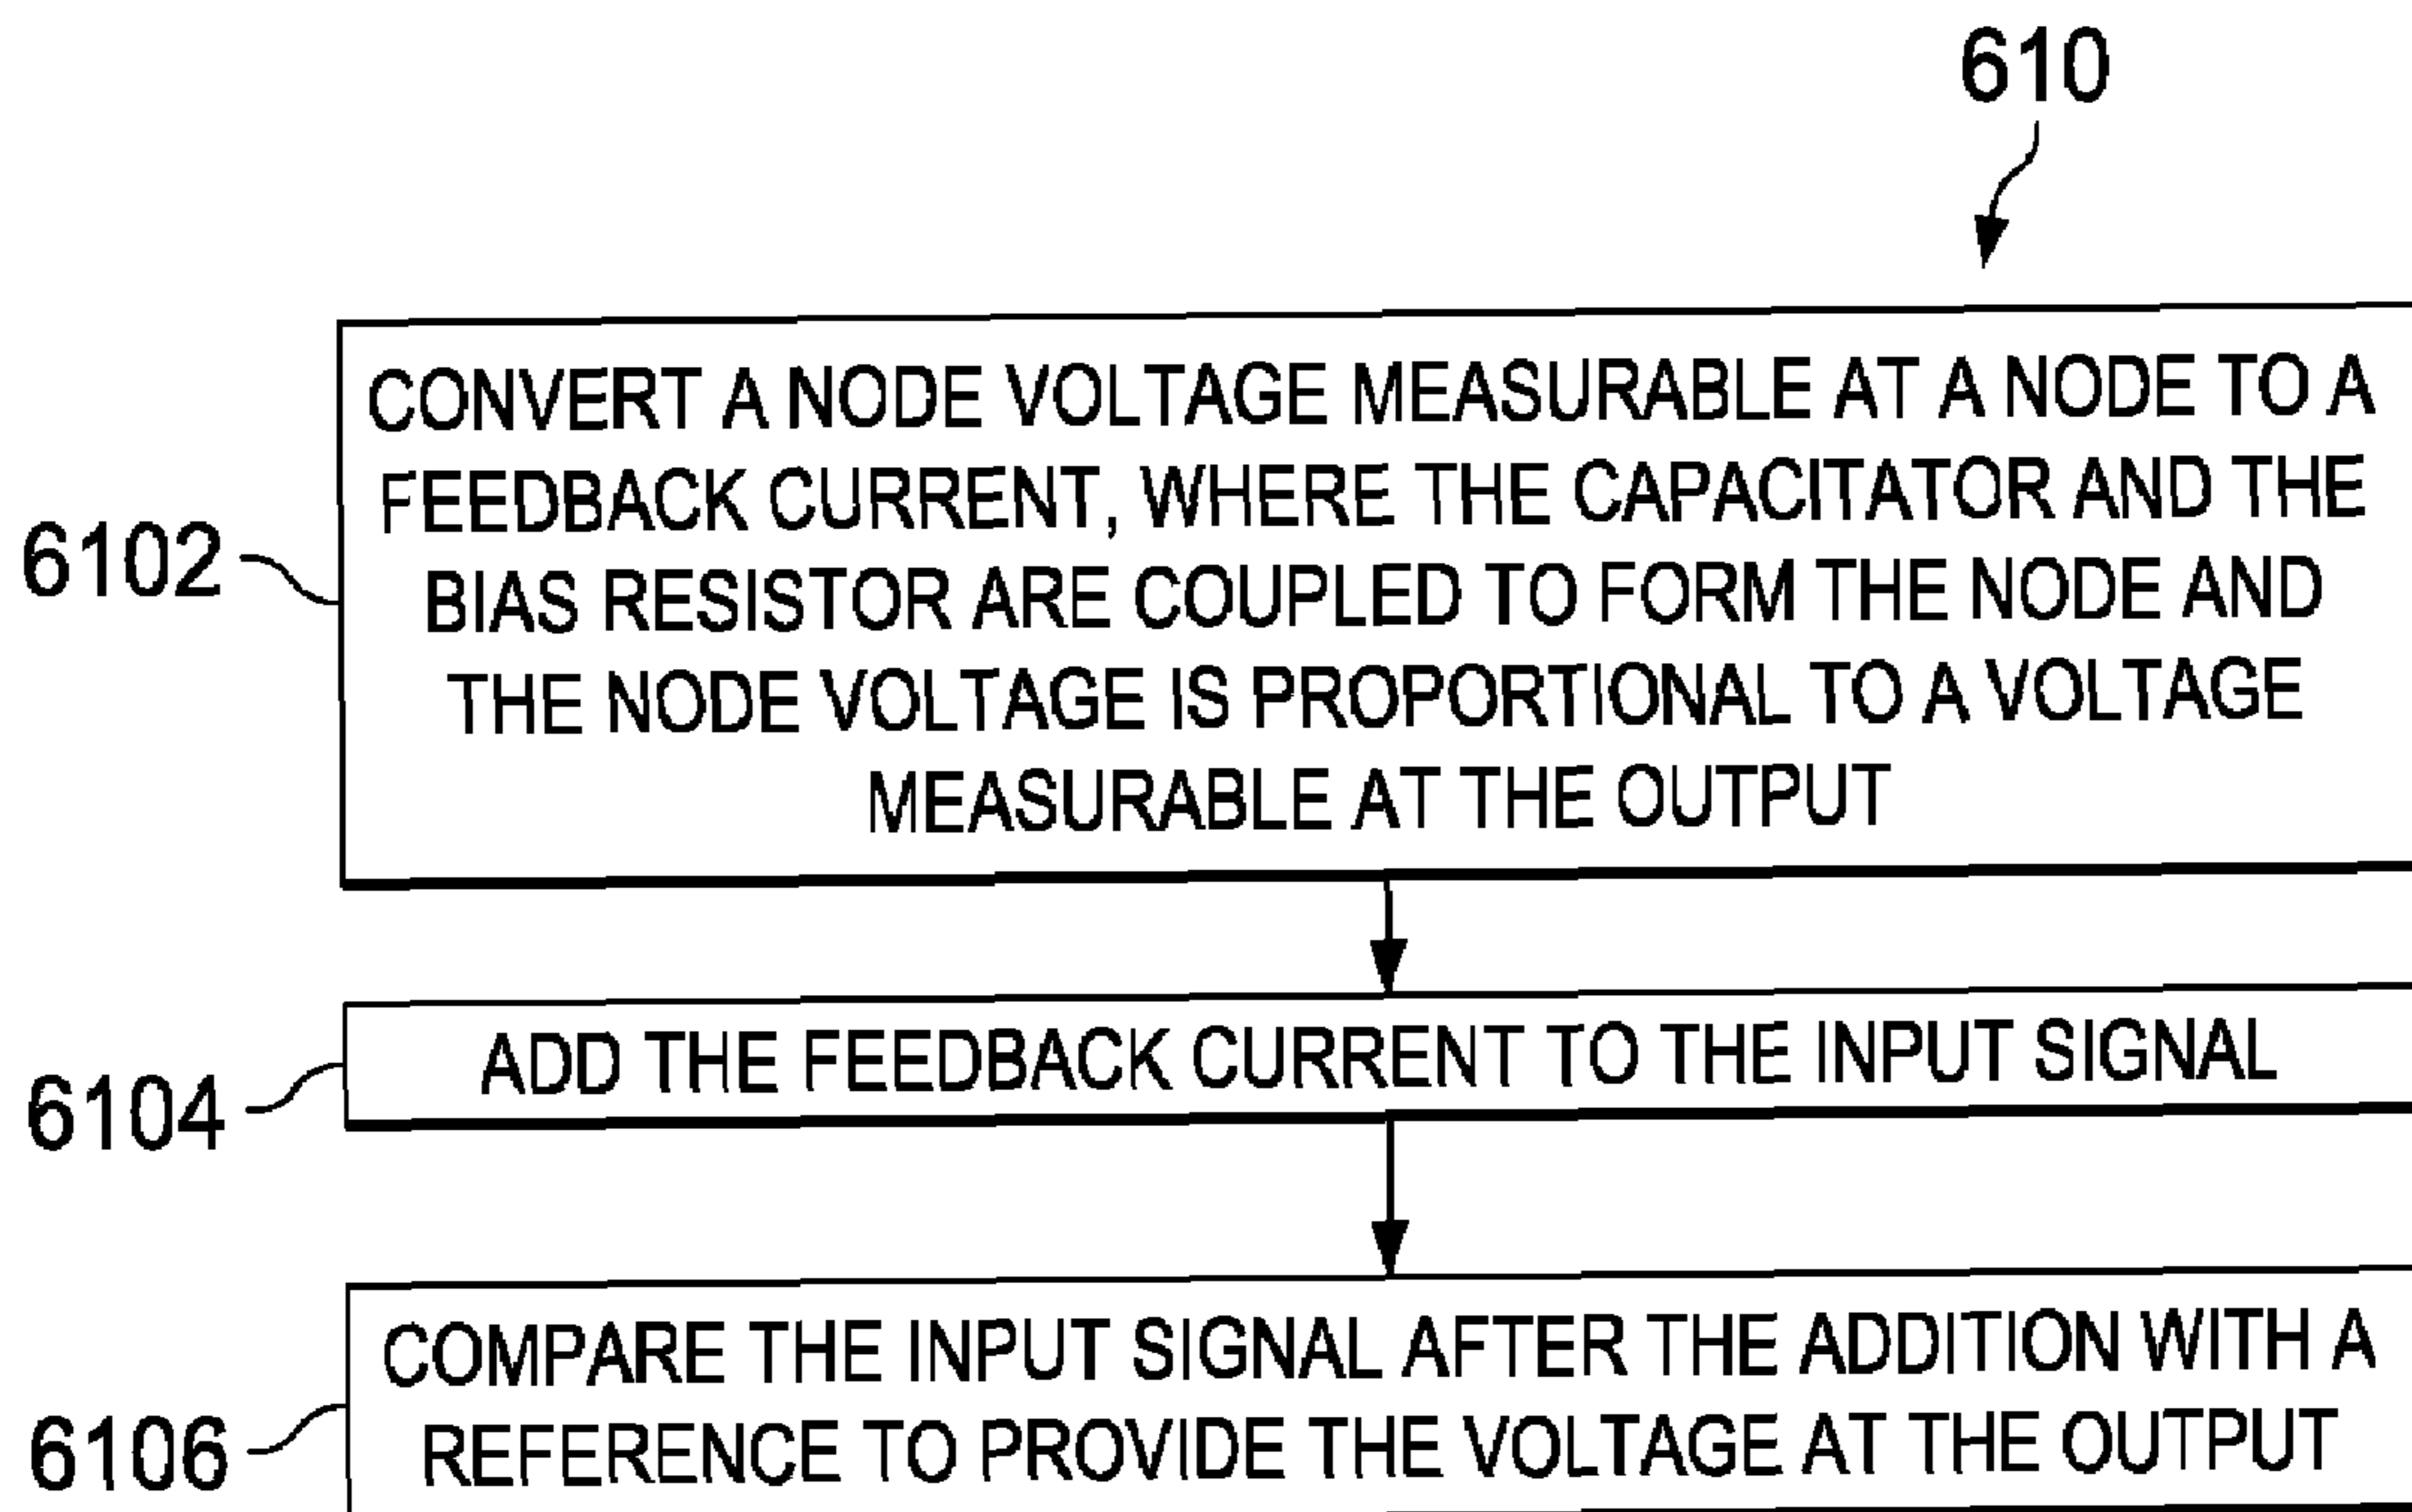 610
CONVERT A NODE VOLTAGE MEASURABLE AT A NODE TO A
FEEDBACK CURRENT, WHERE THE CAPACITATOR AND THE
BIAS RESISTOR ARE COUPLED TO FORM THE NODE AND
THE NODE VOLTAGE IS PROPORTIONAL TO A VOLTAGE
MEASURABLE AT THE OUTPUT
6102
ADD THE FEEDBACK CURRENT TO THE INPUT SIGNAL
6104
COMPARE THE INPUT SIGNAL AFTER THE ADDITION WITH A
REFERENCE TO PROVIDE THE VOLTAGE AT THE OUTPUT
6106